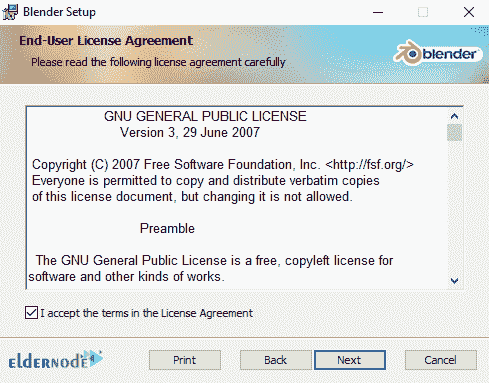 Blender Setup
End-User License Agreement
Please read the following license agreement carefully
blender
GNU GENERAL PUBLIC LICENSE
Version 3, 29 June 2007
Copyright (C) 2007 Free Software Foundation, Inc. <http://fsf.org/>
Everyone is permitted to copy and distribute verbatim copies
of this license document, but changing it is not allowed.
Preamble
The GNU General Public License is a free, copyleft license for
software and other kinds of works.
I accept the terms in the License Agreement
eldernode
Print
Back
Next
Cancel